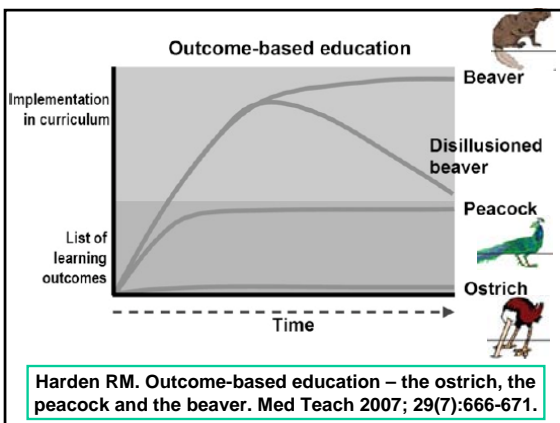 Outcome-based education
Implementation
in curriculum
List of
learning
outcomes
Beaver
Disillusioned
beaver
Peacock
Ostrich
Time
Harden RM. Outcome-based education – the ostrich, the
peacock and the beaver. Med Teach 2007; 29(7):666-671.